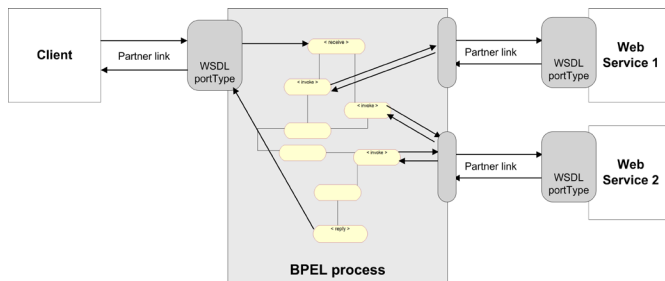 Client
Partner link
WSDL
portType
< receive >
< invoke >
< invoke >
< invoke >
< reply >
BPEL process
Partner link
WSDL
portType
Web
Service 1
Partner link
WSDL
portType
Web
Service 2